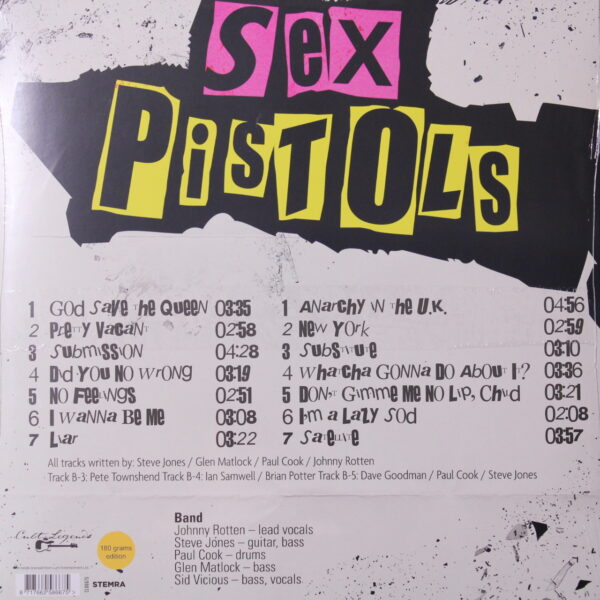 Sex
PiSTOLS
1 God Save the Queen 03:35
2 Pretty Vacant 02:58
3 Submission 04:28
4 Did You No Wrong 03:19
5 No Feelings 02:51
6 I Wanna Be Me 03:08
7 Liar 03:22
1 Anarchy in the U.K. 04:56
2 New York 02:59
3 Substitute 03:10
4 Whatcha Gonna Do About It? 03:36
5 Don't Gimme Me No Lip, Chud 03:21
6 I'm a Laly Sod 02:08
7 Satelite 03:57
All tracks written by: Steve Jones / Glen Matlock / Paul Cook / Johnny Rotten
Track B-3: Pete Townshend Track B-4: Ian Samwell / Brian Potter Track B-5: Dave Goodman / Paul Cook / Steve Jones
Cult Legends
180 grams
edition
STEMRA
Band
Johnny Rotten – lead vocals
Steve Jones – guitar, bass
Paul Cook – drums
Glen Matlock – bass
Sid Vicious – bass, vocals